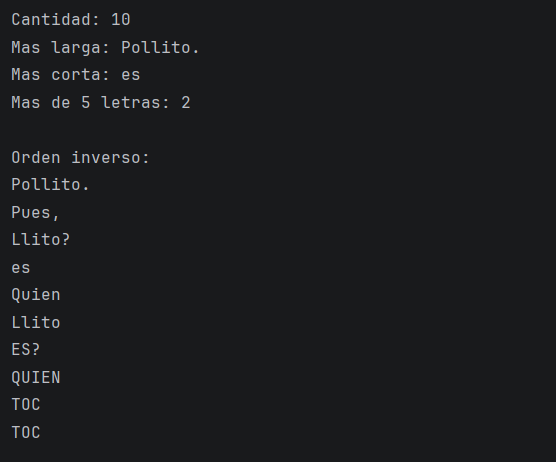 Cantidad: 10
Mas larga: Pollito.
Mas corta: es
Mas de 5 letras: 2
Orden inverso:
Pollito.
Pues,
Llito?
es
Quien
Llito
ES?
QUIEN
TOC
TOC